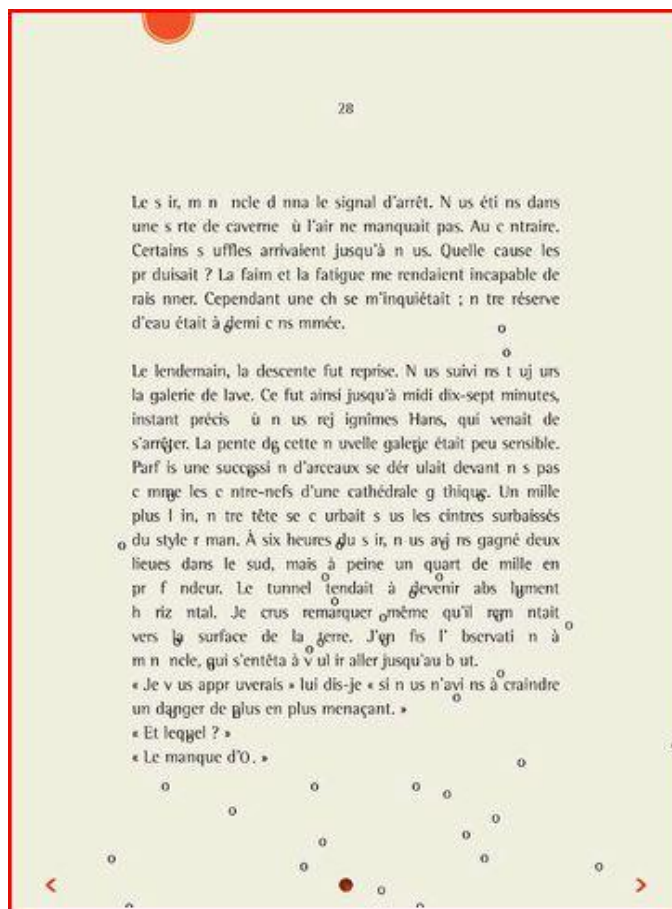 28
Le s ir, m n  ncle d nna le signal d'arrêt. N us éti ns dans
une s rte de caverne  ù l'air ne manquait pas. Au c ntraire.
Certains s uffles arrivaient jusqu'à n us. Quelle cause les
pr duisait ? La faim et la fatigue me rendaient incapable de
rais nner. Cependant une ch se m'inquiétait ; n tre réserve
d'eau était à demi c ns mmée.
Le lendemain, la descente fut reprise. N us suivi ns t uj urs
la galerie de lave. Ce fut ainsi jusqu'à midi dix-sept minutes,
instant précis  ù n us rej ignîmes Hans, qui venait de
s'arrêter. La pente de cette n uvelle galerie était peu sensible.
Parf is une successi n d'arceaux se dér ulait devant n s pas
c mme les c ntre-nefs d'une cathédrale g thique. Un mille
plus l in, n tre tête se c urbait s us les cintres surbaissés
du style r man. À six heures du s ir, n us avi ns gagné deux
lieues dans le sud, mais à peine un quart de mille en
pr f ndeur. Le tunnel tendait à devenir abs lument
h riz ntal. Je crus remarquer même qu'il rem ntait
vers la surface de la terre. J'en fis l' bservati n à
m n  ncle, qui s'entêta à v ul ir aller jusqu'au b ut.
« Je v us appr uverais » lui dis-je « si n us n'avi ns à craindre
un danger de plus en plus menaçant. »
« Et lequel ? »
« Le manque d'O. »